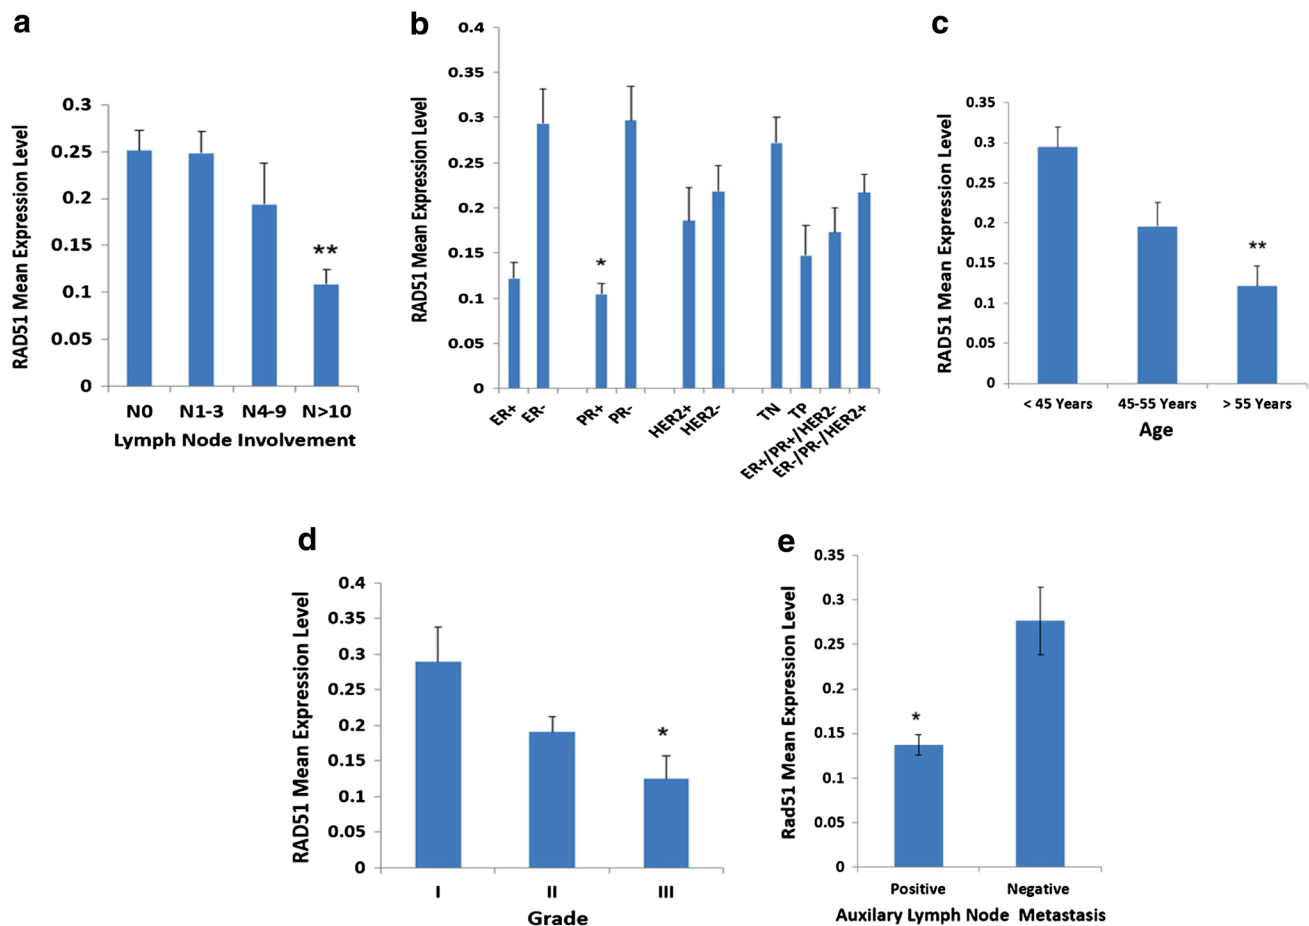 a
RAD51 Mean Expression Level
0.3
0.25
0.2
0.15
0.1
0.05
0
**
N0 N1-3 N4-9 N>10
Lymph Node Involvement
b
RAD51 Mean Expression Level
0.4
0.35
0.3
0.25
0.2
0.15
0.1
0.05
0
*
ER+
ER-
PR+
PR-
HER2+
HER2-
TN
TP
ER+/PR+/HER2-
ER-/PR-/HER2+
c
RAD51 Mean Expression Level
0.35
0.3
0.25
0.2
0.15
0.1
0.05
0
**
< 45 Years 45-55 Years > 55 Years
Age
d
RAD51 Mean Expression Level
0.4
0.35
0.3
0.25
0.2
0.15
0.1
0.05
0
*
I II III
Grade
e
Rad51 Mean Expression Level
0.35
0.3
0.25
0.2
0.15
0.1
0.05
0
*
Positive Negative
Auxilary Lymph Node Metastasis